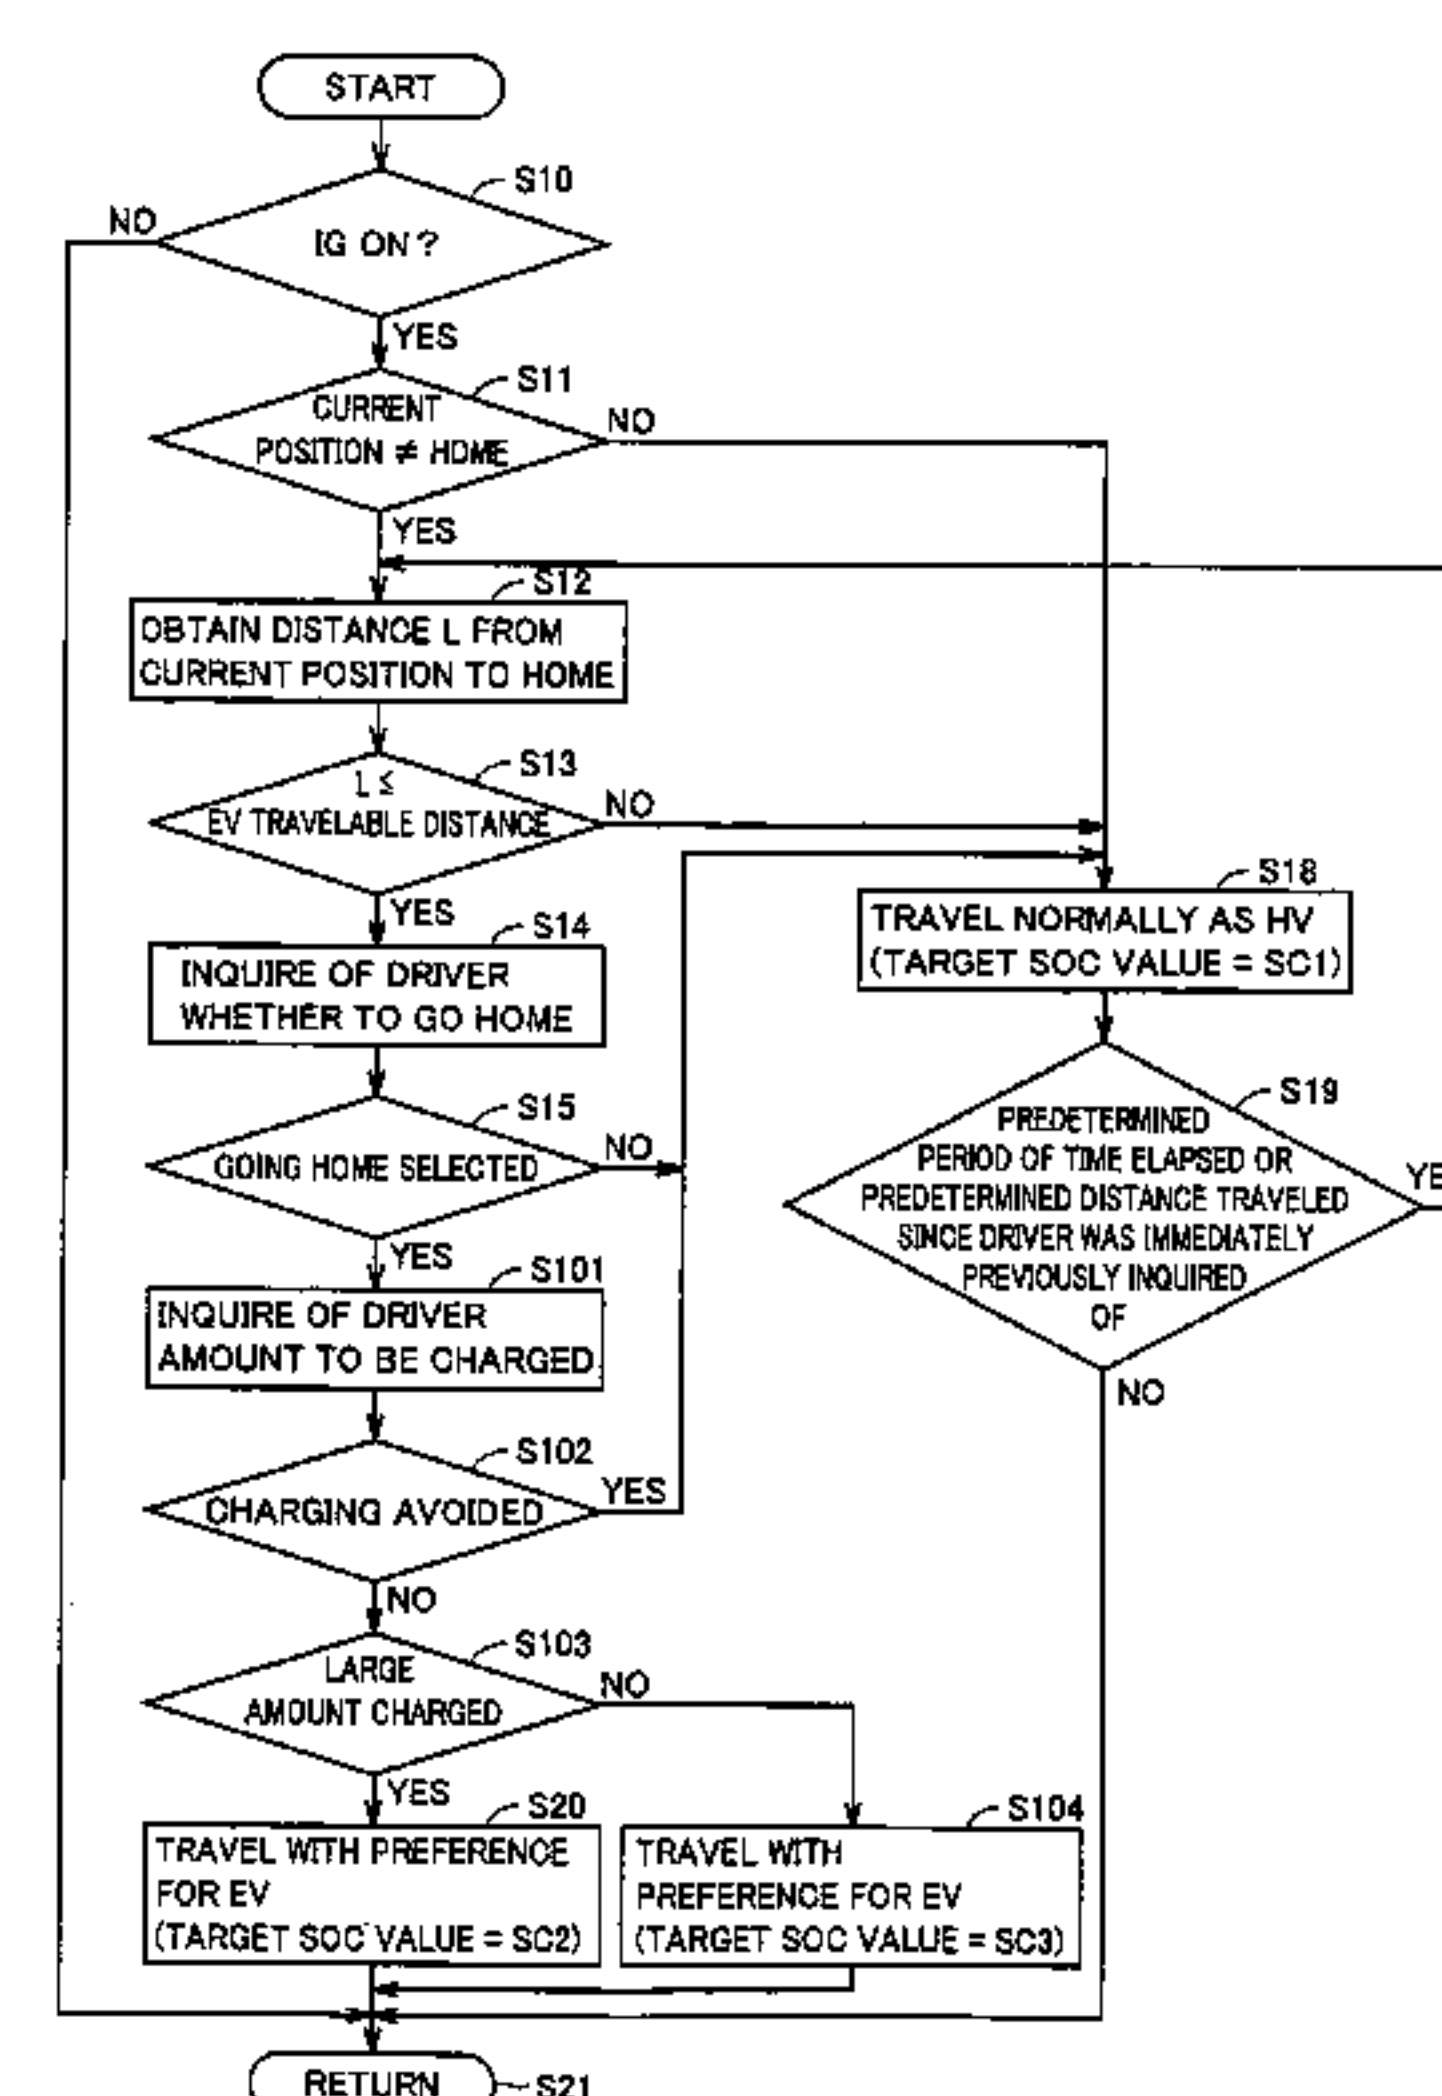 START
S10
NO
IG ON?
YES
S11
CURRENT
POSITION ≠ HOME
NO
YES
S12
OBTAIN DISTANCE L FROM
CURRENT POSITION TO HOME
S13
L ≤
EV TRAVELABLE DISTANCE
NO
YES
S14
INQUIRE OF DRIVER
WHETHER TO GO HOME
S15
GOING HOME SELECTED
NO
YES
S101
INQUIRE OF DRIVER
AMOUNT TO BE CHARGED
S102
CHARGING AVOIDED
YES
NO
S103
LARGE
AMOUNT CHARGED
NO
YES
S20
TRAVEL WITH PREFERENCE
FOR EV
(TARGET SOC VALUE = SC2)
S104
TRAVEL WITH
PREFERENCE FOR EV
(TARGET SOC VALUE = SC3)
S18
TRAVEL NORMALLY AS HV
(TARGET SOC VALUE = SC1)
S19
PREDETERMINED
PERIOD OF TIME ELAPSED OR
PREDETERMINED DISTANCE TRAVELED
SINCE DRIVER WAS IMMEDIATELY
PREVIOUSLY INQUIRED
OF
YE
NO
RETURN
S21